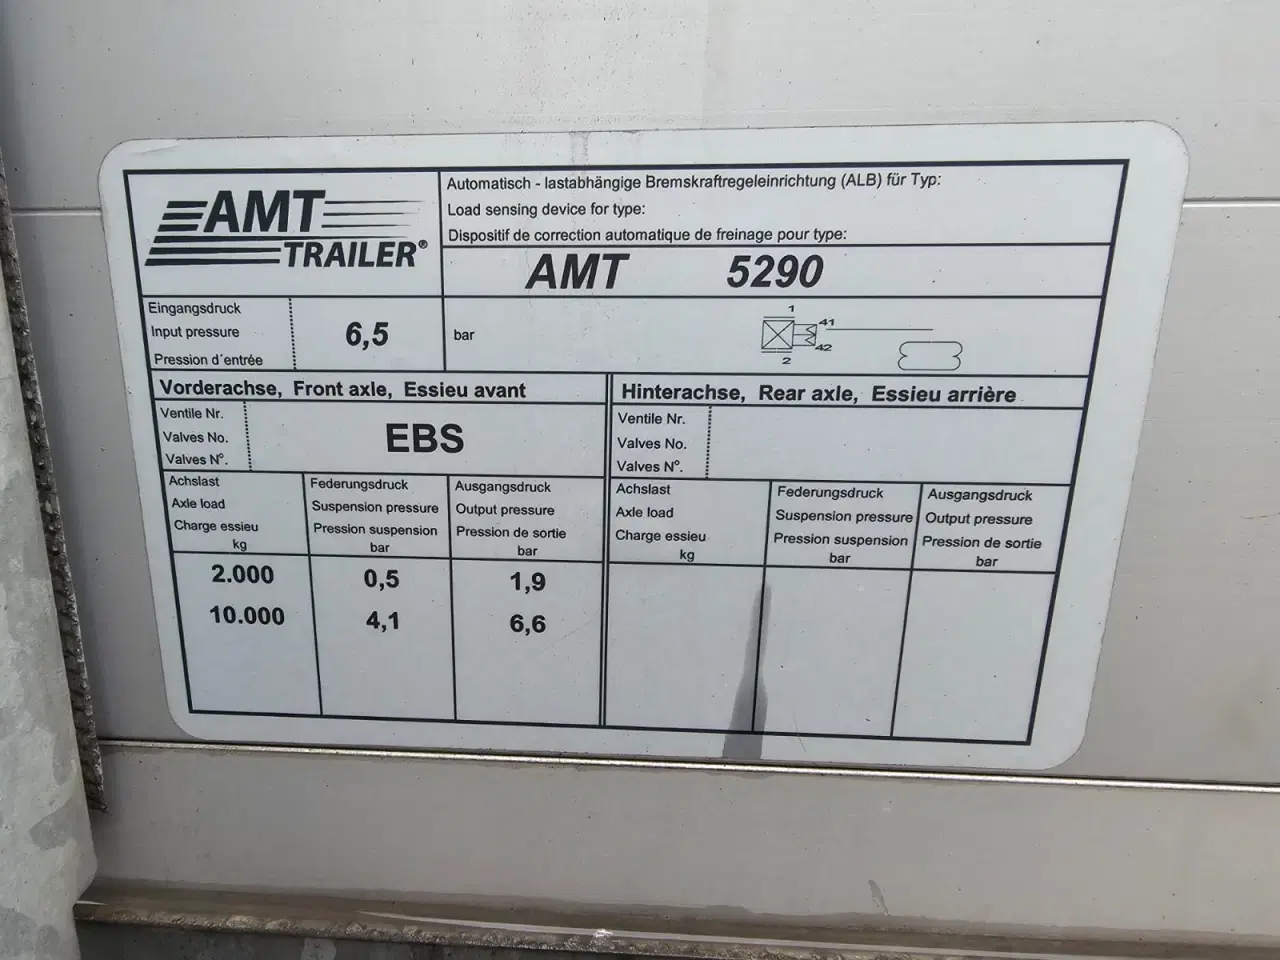 AMT
TRAILER®
Automatisch - lastabhängige Bremskraftregeleinrichtung (ALB) für Typ:
Load sensing device for type:
Dispositif de correction automatique de freinage pour type:
AMT 5290
Eingangsdruck
Input pressure
Pression d´entrée
6,5
bar
1
41
42
2
Vorderachse, Front axle, Essieu avant
Hinterachse, Rear axle, Essieu arrière
Ventile Nr.
Valves No.
Valves N°.
EBS
Ventile Nr.
Valves No.
Valves N°.
Achslast
Axle load
Charge essieu
kg
Federungsdruck
Suspension pressure
Pression suspension
bar
Ausgangsdruck
Output pressure
Pression de sortie
bar
Achslast
Axle load
Charge essieu
kg
Federungsdruck
Suspension pressure
Pression suspension
bar
Ausgangsdruck
Output pressure
Pression de sortie
bar
2.000 0,5 1,9
10.000 4,1 6,6